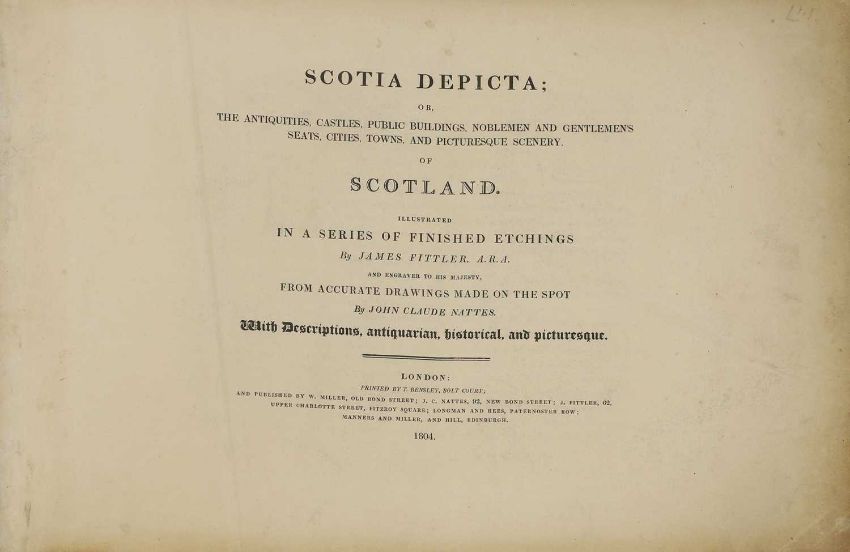 SCOTIA DEPICTA;
OR,
THE ANTIQUITIES, CASTLES, PUBLIC BUILDINGS, NOBLEMEN AND GENTLEMEN'S
SEATS, CITIES, TOWNS, AND PICTURESQUE SCENERY,
OF
SCOTLAND.
ILLUSTRATED
IN A SERIES OF FINISHED ETCHINGS
By JAMES FITTLER, A.R.A.
AND ENGRAVER TO HIS MAJESTY,
FROM ACCURATE DRAWINGS MADE ON THE SPOT
By JOHN CLAUDE NATTES.
With Descriptions, antiquarian, historical, and picturesque.
LONDON:
PRINTED BY T. BENSLEY, BOLT COURT;
AND PUBLISHED BY W. MILLER, OLD BOND STREET; J. C. NATTES, 92, NEW BOND STREET; J. FITTLER, 62,
UPPER CHARLOTTE STREET, FITZROY SQUARE; LONGMAN AND REES, PATERNOSTER ROW;
MANNERS AND MILLER, AND HILL, EDINBURGH.
1804.